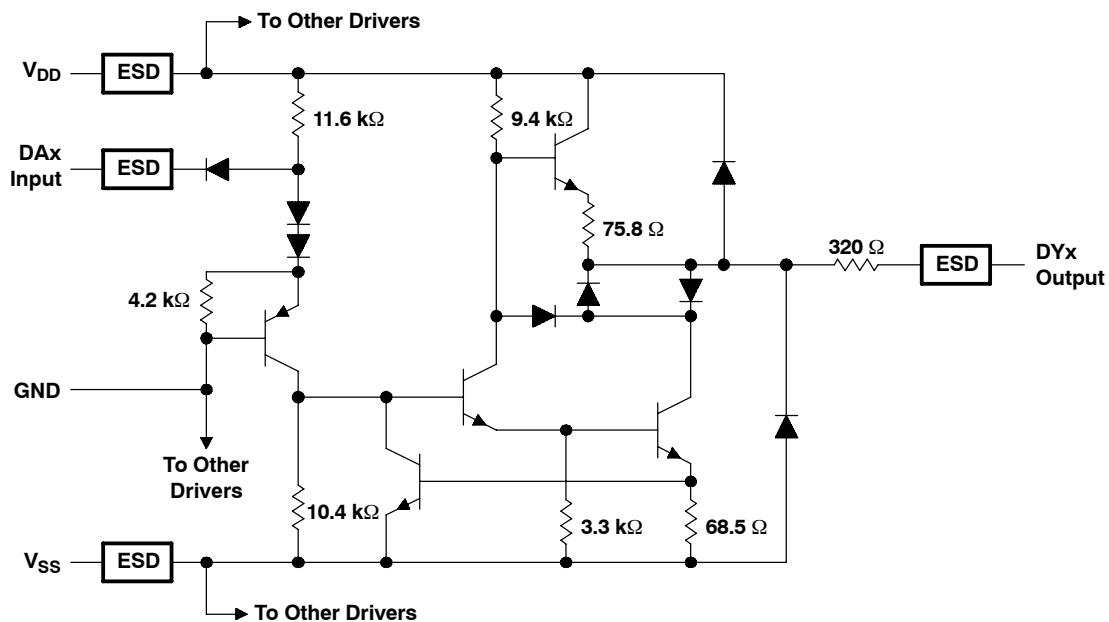 To Other Drivers
VDD
ESD
11.6 kΩ
9.4 kΩ
DAx
Input
ESD
75.8 Ω
320 Ω
ESD
DYx
Output
4.2 kΩ
GND
To Other
Drivers
10.4 kΩ
3.3 kΩ
68.5 Ω
VSS
ESD
To Other Drivers